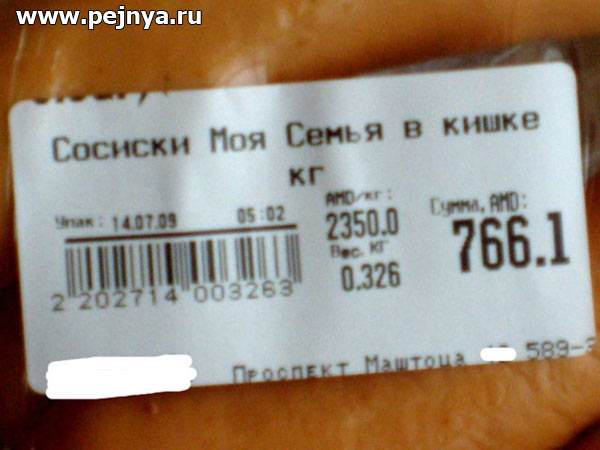 www.pejnya.ru
Сосиски Моя Семья в кишке
кг
Упак: 14.07.09 05:02
AMD/кг:
2350.0
Вес. КГ
0.326
Сумма, AMD:
766.1
2 202714 003263
Проспект Маштоца 589-